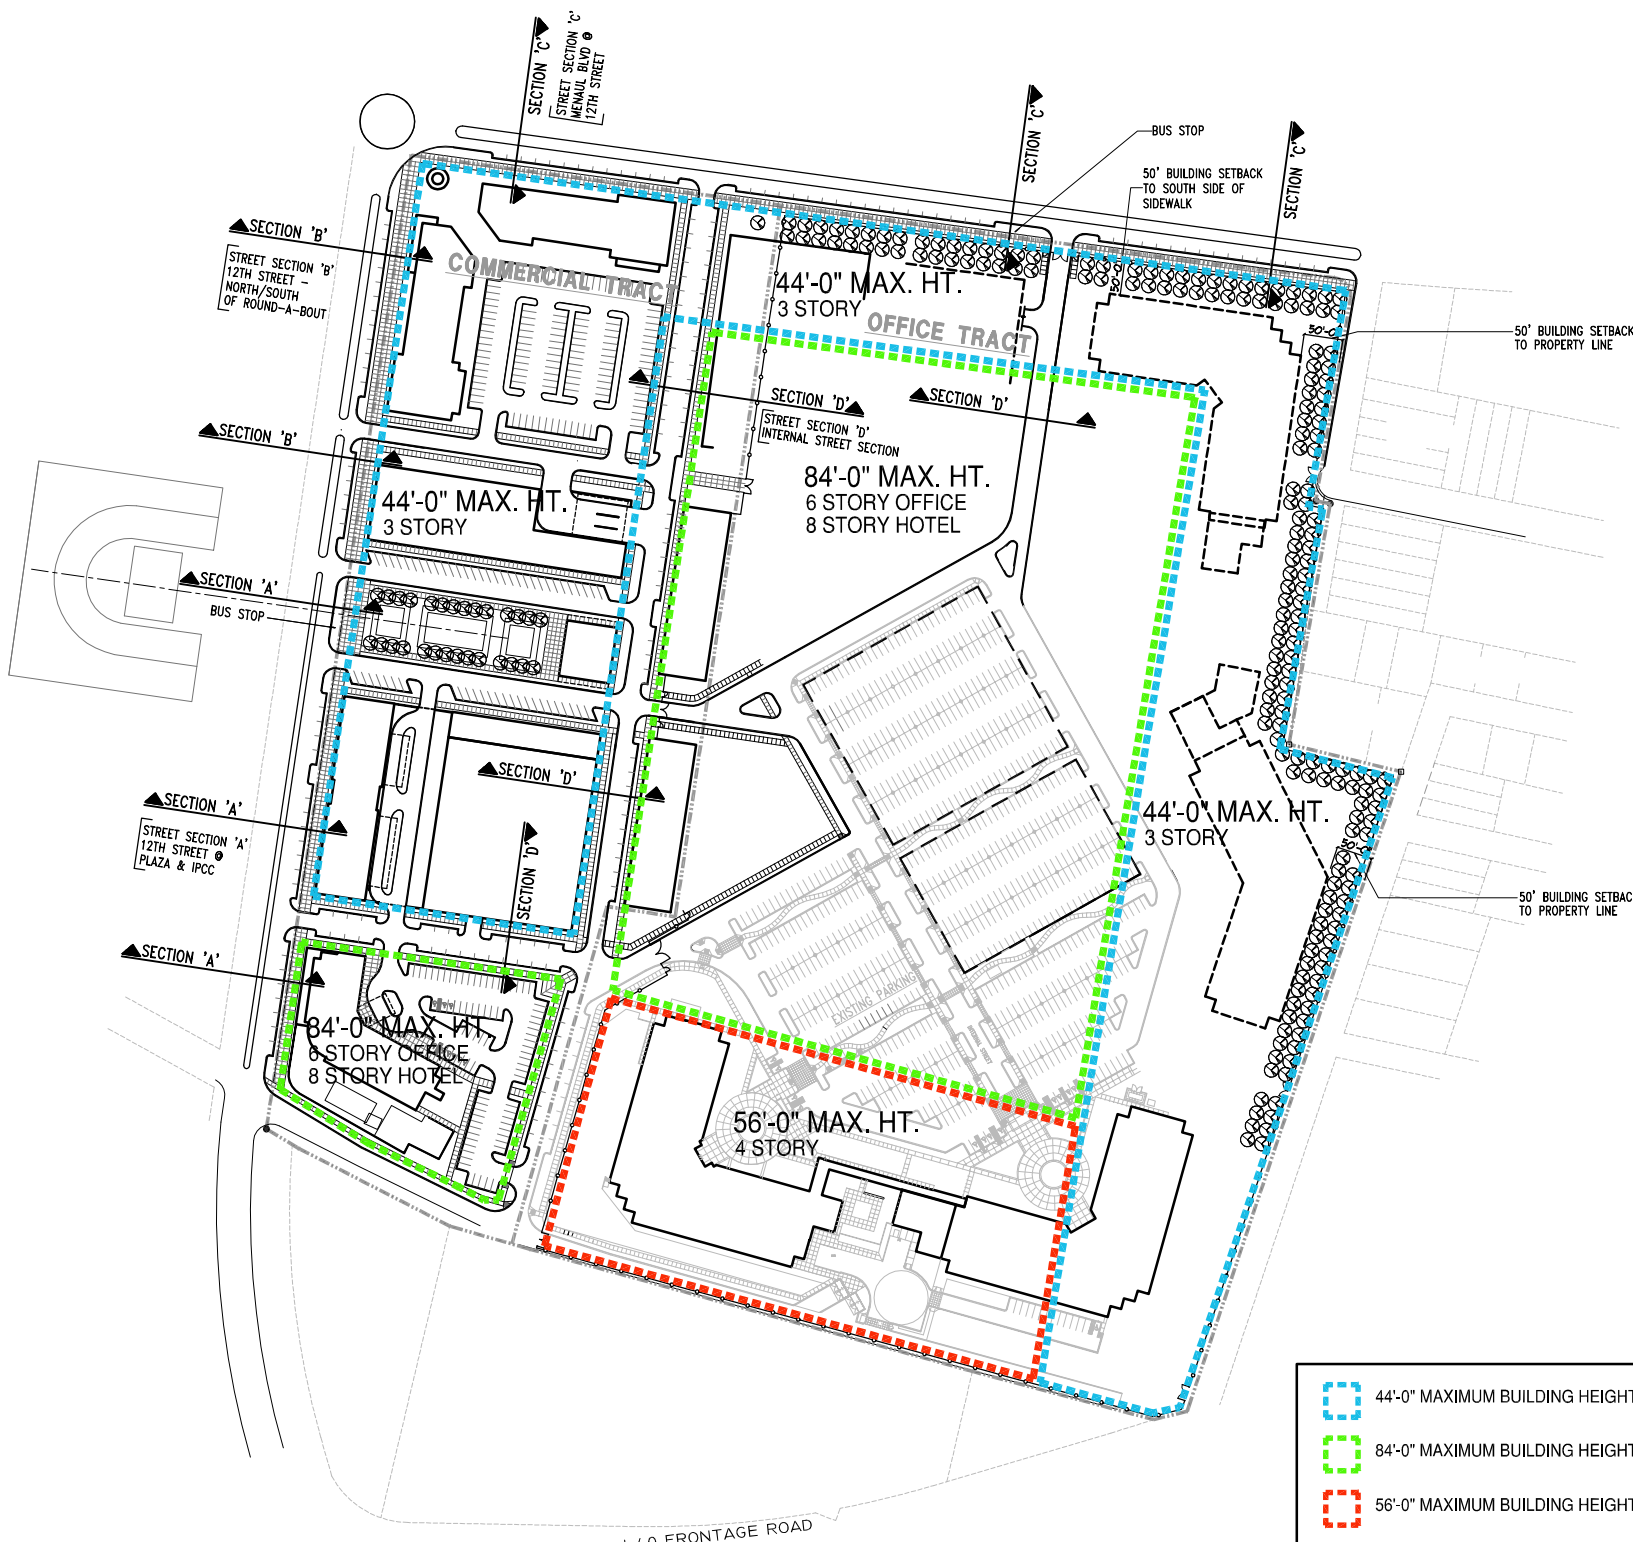 SECTION 'C'
STREET SECTION 'C'
MENAUL BLVD @
12TH STREET
SECTION 'C'
BUS STOP
SECTION 'C'
50' BUILDING SETBACK
TO SOUTH SIDE OF
SIDEWALK
SECTION 'B'
STREET SECTION 'B'
12TH STREET –
NORTH/SOUTH
OF ROUND-A-BOUT
COMMERCIAL TRACT
44'-0" MAX. HT.
3 STORY
OFFICE TRACT
50'-0"
50'-0"
50' BUILDING SETBACK
TO PROPERTY LINE
SECTION 'D'
STREET SECTION 'D'
INTERNAL STREET SECTION
SECTION 'D'
SECTION 'B'
44'-0" MAX. HT.
3 STORY
84'-0" MAX. HT.
6 STORY OFFICE
8 STORY HOTEL
SECTION 'A'
BUS STOP
SECTION 'D'
SECTION 'A'
STREET SECTION 'A'
12TH STREET @
PLAZA & IPCC
SECTION 'D'
44'-0" MAX. HT.
3 STORY
50' BUILDING SETBAC
TO PROPERTY LINE
SECTION 'A'
EXISTING PARKING
84'-0" MAX. HT.
6 STORY OFFICE
8 STORY HOTEL
56'-0" MAX. HT.
4 STORY
44'-0" MAXIMUM BUILDING HEIGHT
84'-0" MAXIMUM BUILDING HEIGHT
56'-0" MAXIMUM BUILDING HEIGHT
FRONTAGE ROAD